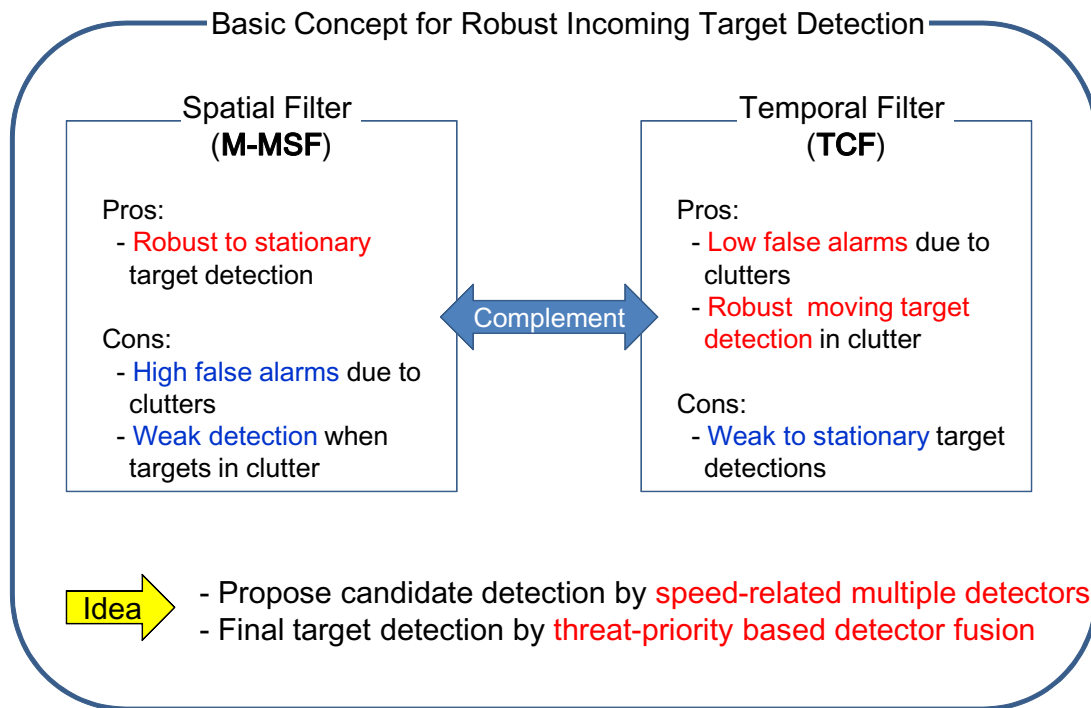 Basic Concept for Robust Incoming Target Detection
Spatial Filter
(M-MSF)
Pros:
- Robust to stationary
target detection
Cons:
- High false alarms due to
clutters
- Weak detection when
targets in clutter
Complement
Temporal Filter
(TCF)
Pros:
- Low false alarms due to
clutters
- Robust moving target
detection in clutter
Cons:
- Weak to stationary target
detections
Idea
- Propose candidate detection by speed-related multiple detectors
- Final target detection by threat-priority based detector fusion